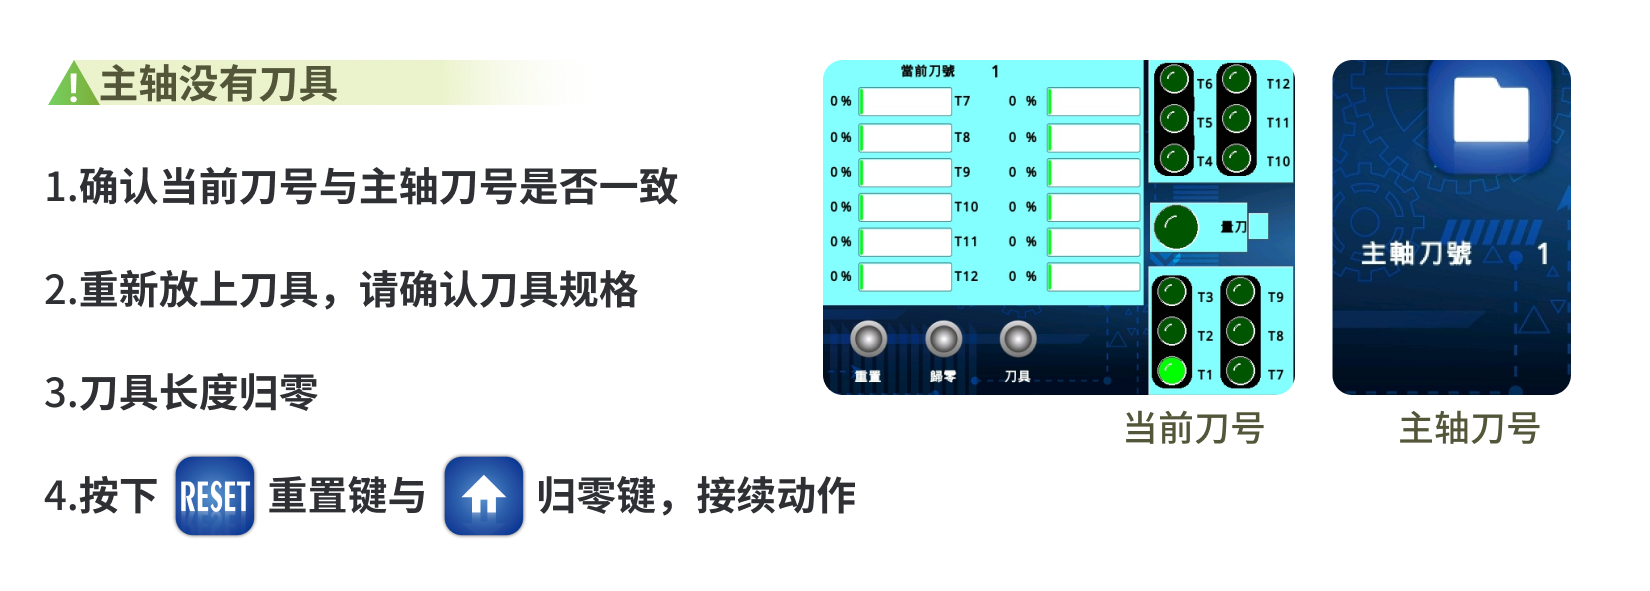 主轴没有刀具
1.确认当前刀号与主轴刀号是否一致
2.重新放上刀具，请确认刀具规格
3.刀具长度归零
4.按下 RESET 重置键与 归零键，接续动作
當前刀號 1
0 % T7 0 %
0 % T8 0 %
0 % T9 0 %
0 % T10 0 %
0 % T11 0 %
0 % T12 0 %
重置 歸零 刀具
T6 T12
T5 T11
T4 T10
量刀
T3 T9
T2 T8
T1 T7
当前刀号
主軸刀號 1
主轴刀号